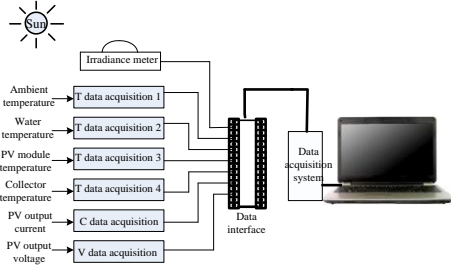 Sun
Irradiance meter
Ambient
temperature
T data acquisition 1
Water
temperature
T data acquisition 2
PV module
temperature
T data acquisition 3
Collector
temperature
T data acquisition 4
PV output
current
C data acquisition
PV output
voltage
V data acquisition
Data
interface
Data
acquisition
system